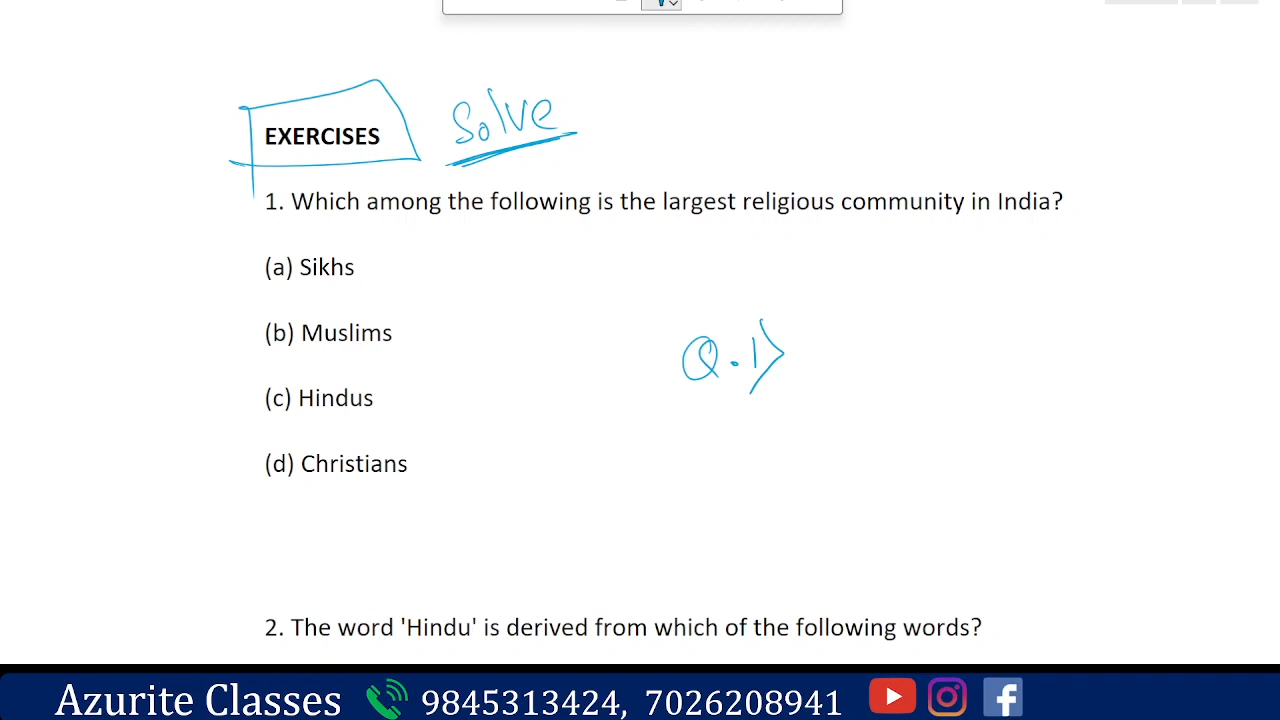 EXERCISES Solve
1. Which among the following is the largest religious community in India?
(a) Sikhs
(b) Muslims
Q.1)
(c) Hindus
(d) Christians
2. The word 'Hindu' is derived from which of the following words?
Azurite Classes 9845313424, 7026208941